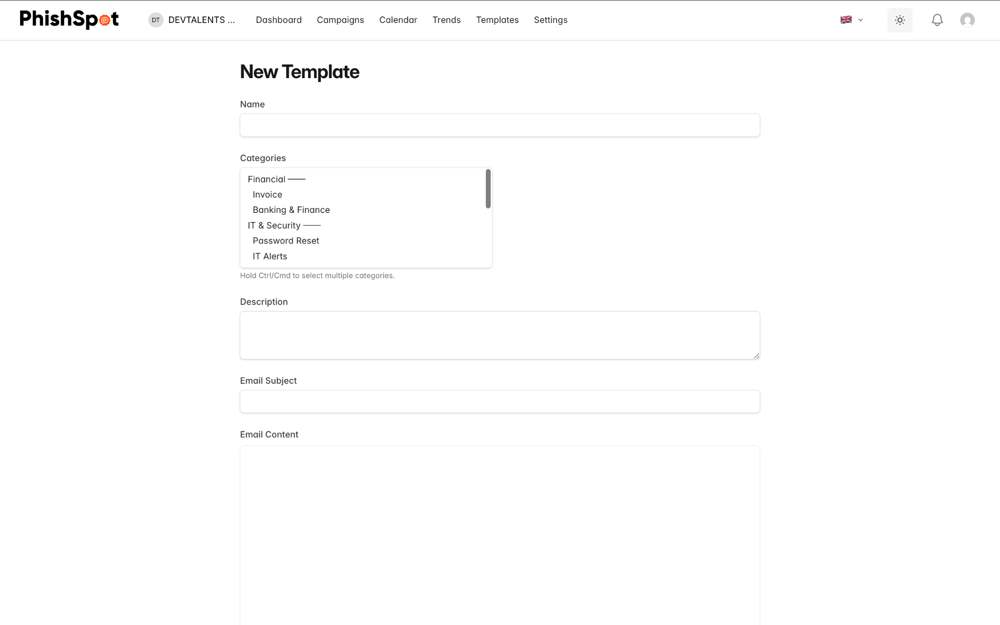 PhishSpot
DT DEVTALENTS ... Dashboard Campaigns Calendar Trends Templates Settings
New Template
Name
Categories
Financial ───
Invoice
Banking & Finance
IT & Security ───
Password Reset
IT Alerts
Hold Ctrl/Cmd to select multiple categories.
Description
Email Subject
Email Content